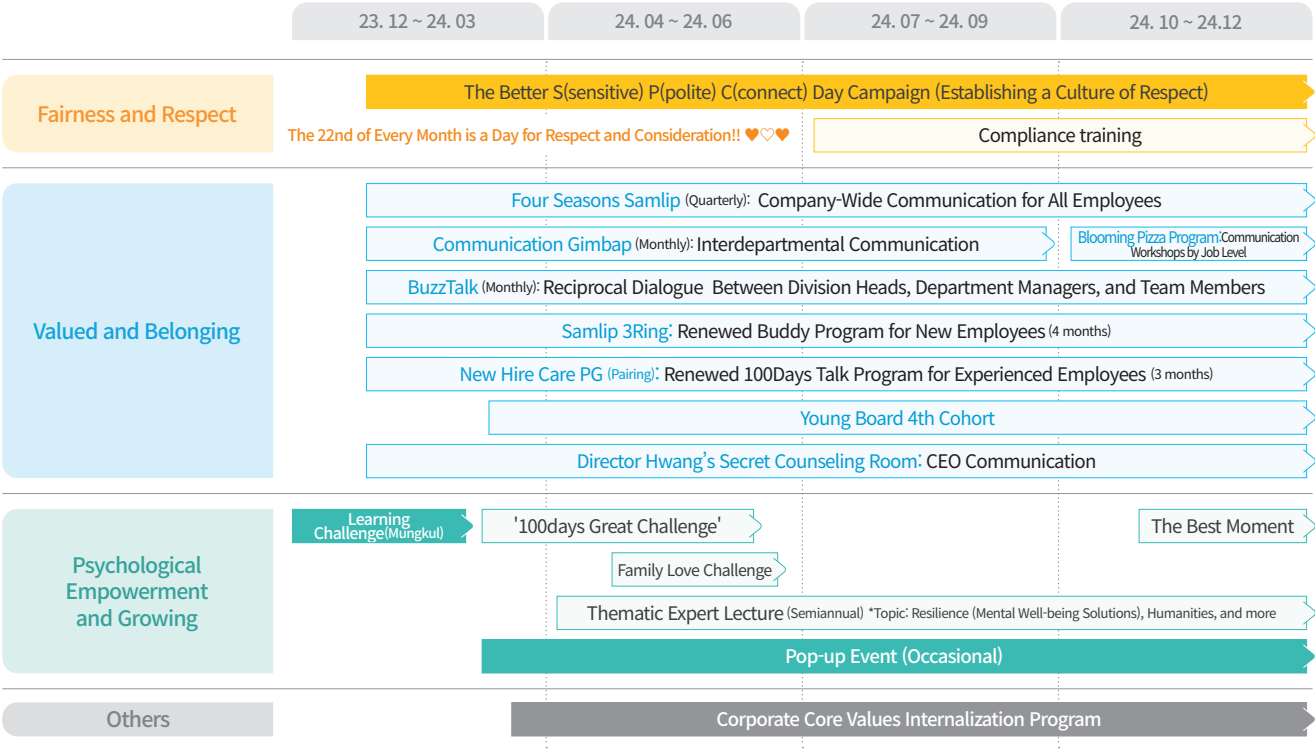 23. 12 ~ 24. 03
24. 04 ~ 24. 06
24. 07 ~ 24. 09
24. 10 ~ 24.12
Fairness and Respect
The Better S(sensitive) P(polite) C(connect) Day Campaign (Establishing a Culture of Respect)
The 22nd of Every Month is a Day for Respect and Consideration!! ♥♡♥
Compliance training
Valued and Belonging
Four Seasons Samlip (Quarterly): Company-Wide Communication for All Employees
Communication Gimbap (Monthly): Interdepartmental Communication
Blooming Pizza Program:Communication
Workshops by Job Level
BuzzTalk (Monthly): Reciprocal Dialogue Between Division Heads, Department Managers, and Team Members
Samlip 3Ring: Renewed Buddy Program for New Employees (4 months)
New Hire Care PG (Pairing): Renewed 100Days Talk Program for Experienced Employees (3 months)
Young Board 4th Cohort
Director Hwang's Secret Counseling Room: CEO Communication
Psychological
Empowerment
and Growing
Learning
Challenge(Mungkul)
'100days Great Challenge'
The Best Moment
Family Love Challenge
Thematic Expert Lecture (Semiannual) *Topic: Resilience (Mental Well-being Solutions), Humanities, and more
Pop-up Event (Occasional)
Others
Corporate Core Values Internalization Program